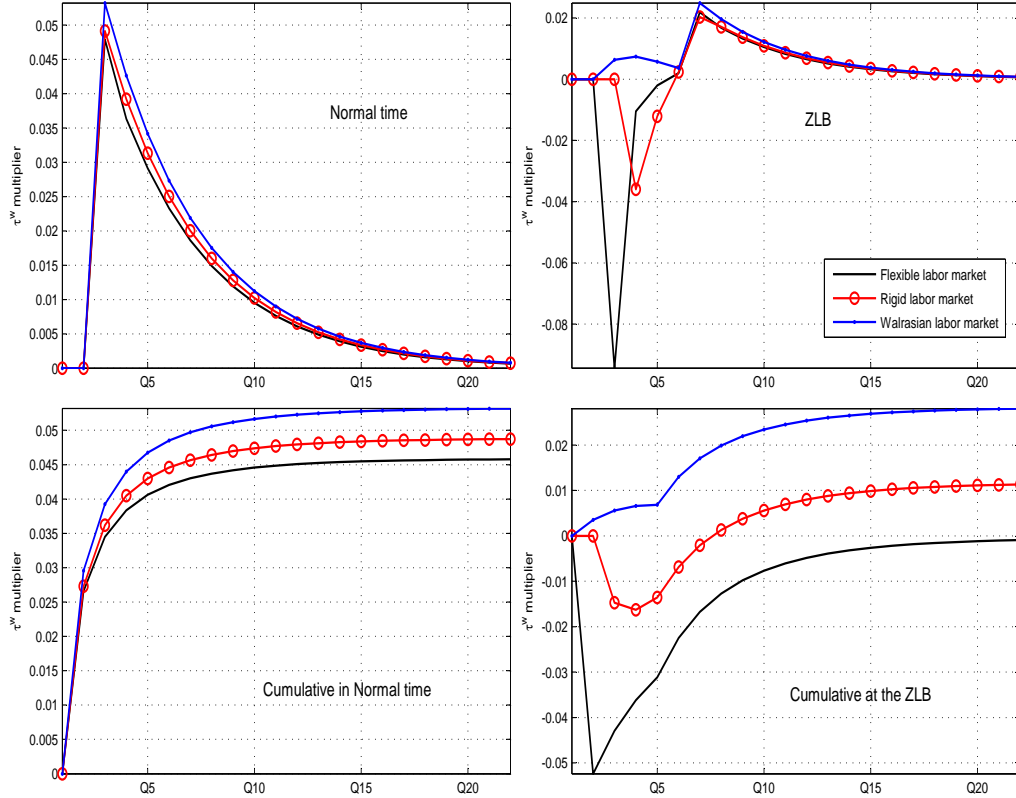 0.05
0.045
0.04
0.035
0.03
0.025
0.02
0.015
0.01
0.005
0
τʷ multiplier
Normal time
Q5 Q10 Q15 Q20
0.02
0
-0.02
-0.04
-0.06
-0.08
τʷ multiplier
ZLB
Flexible labor market
Rigid labor market
Walrasian labor market
Q5 Q10 Q15 Q20
0.05
0.045
0.04
0.035
0.03
0.025
0.02
0.015
0.01
0.005
0
τʷ multiplier
Cumulative in Normal time
Q5 Q10 Q15 Q20
0.02
0.01
0
-0.01
-0.02
-0.03
-0.04
-0.05
τʷ multiplier
Cumulative at the ZLB
Q5 Q10 Q15 Q20